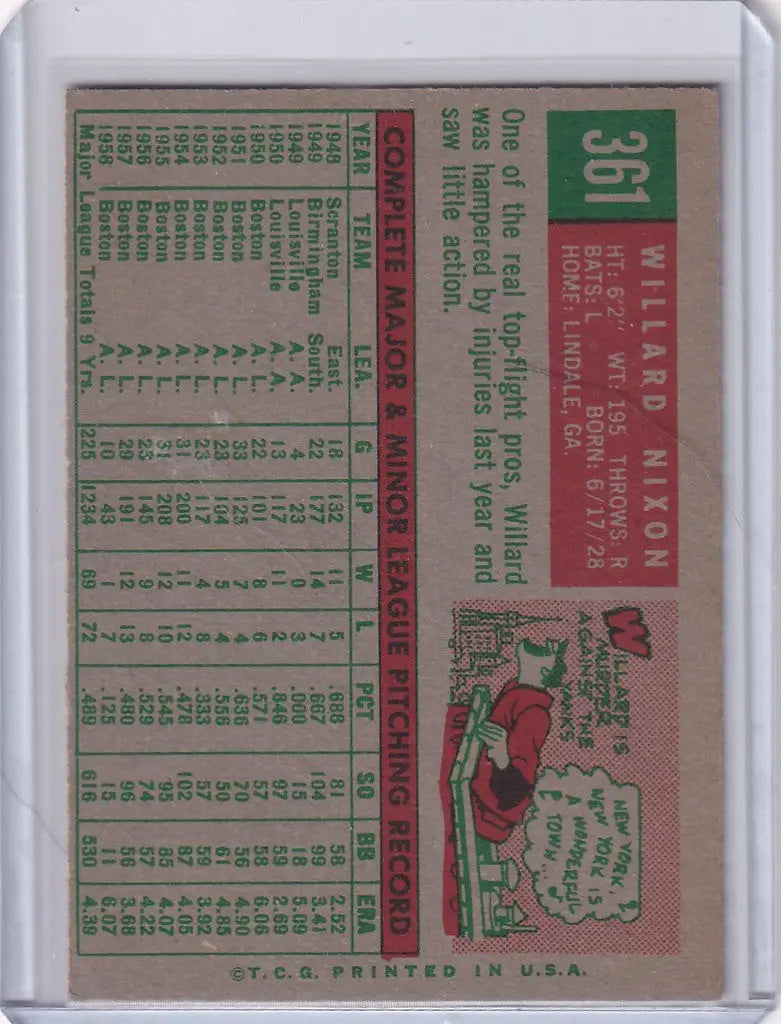 361
WILLARD NIXON
HT: 6'2" WT: 195 THROWS: R
BATS: L BORN: 6/17/28
HOME: LINDALE, GA.
One of the real top-flight pros, Willard
was hampered by injuries last year and
saw little action.
WILLARD IS
MURDER
AGAINST THE
YANKS
NEW YORK,
NEW YORK IS
A WONDERFUL
TOWN...
COMPLETE MAJOR & MINOR LEAGUE PITCHING RECORD
YEAR TEAM LEA. G IP W L PCT SO BB ERA
1948 Scranton East. 18 132 11 5 .688 81 58 2.52
1949 Birmingham South. 22 177 14 7 .667 104 99 3.41
1949 Louisville A. A. 4 23 0 3 .000 15 18 5.09
1950 Louisville A. A. 13 117 11 2 .846 97 59 2.69
1950 Boston A. L. 22 101 8 6 .571 57 58 6.06
1951 Boston A. L. 33 125 7 4 .636 70 56 4.90
1952 Boston A. L. 23 104 5 4 .556 50 61 4.85
1953 Boston A. L. 23 117 4 8 .333 57 59 3.92
1954 Boston A. L. 31 200 11 12 .478 102 87 4.05
1955 Boston A. L. 31 208 12 10 .545 95 85 4.07
1956 Boston A. L. 23 145 9 8 .529 74 57 4.22
1957 Boston A. L. 29 191 12 13 .480 96 56 3.68
1958 Boston A. L. 10 43 1 7 .125 15 11 6.07
Major League Totals 9 Yrs. 225 1234 69 72 .489 616 530 4.39
©T.C.G. PRINTED IN U.S.A.